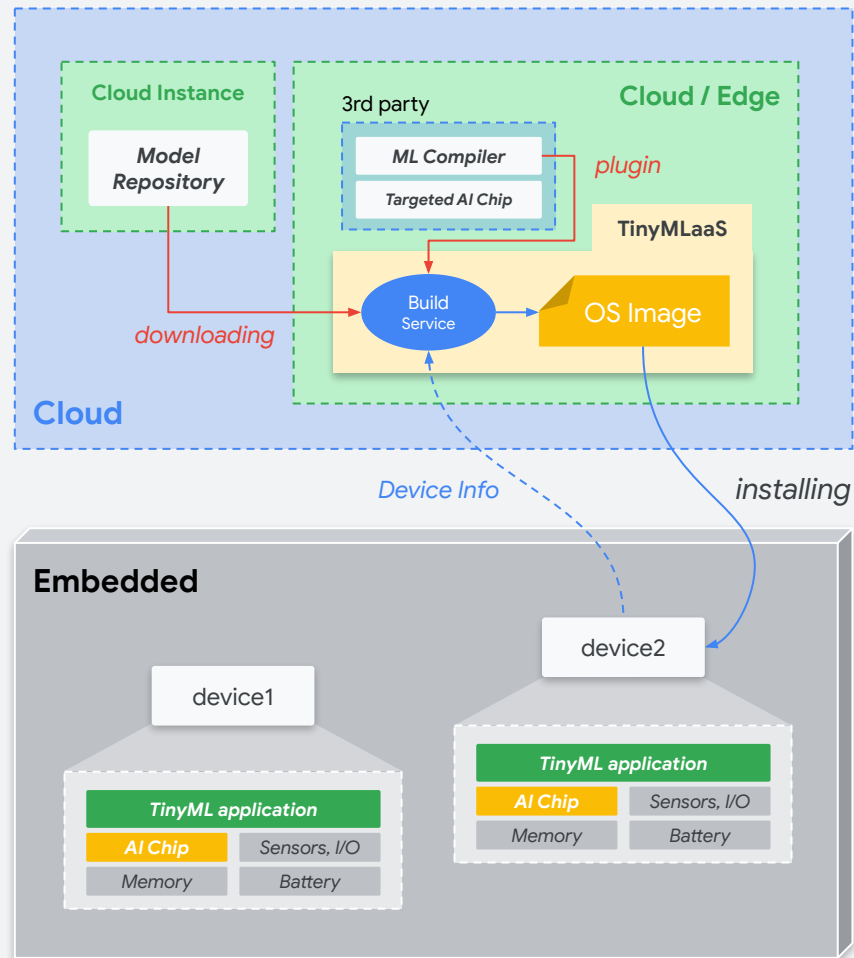 Cloud Instance
Model
Repository
Cloud / Edge
3rd party
ML Compiler
Targeted AI Chip
plugin
TinyMLaaS
Build
Service
OS Image
downloading
Cloud
Device Info
installing
Embedded
device1
TinyML application
AI Chip
Sensors, I/O
Memory
Battery
device2
TinyML application
AI Chip
Sensors, I/O
Memory
Battery